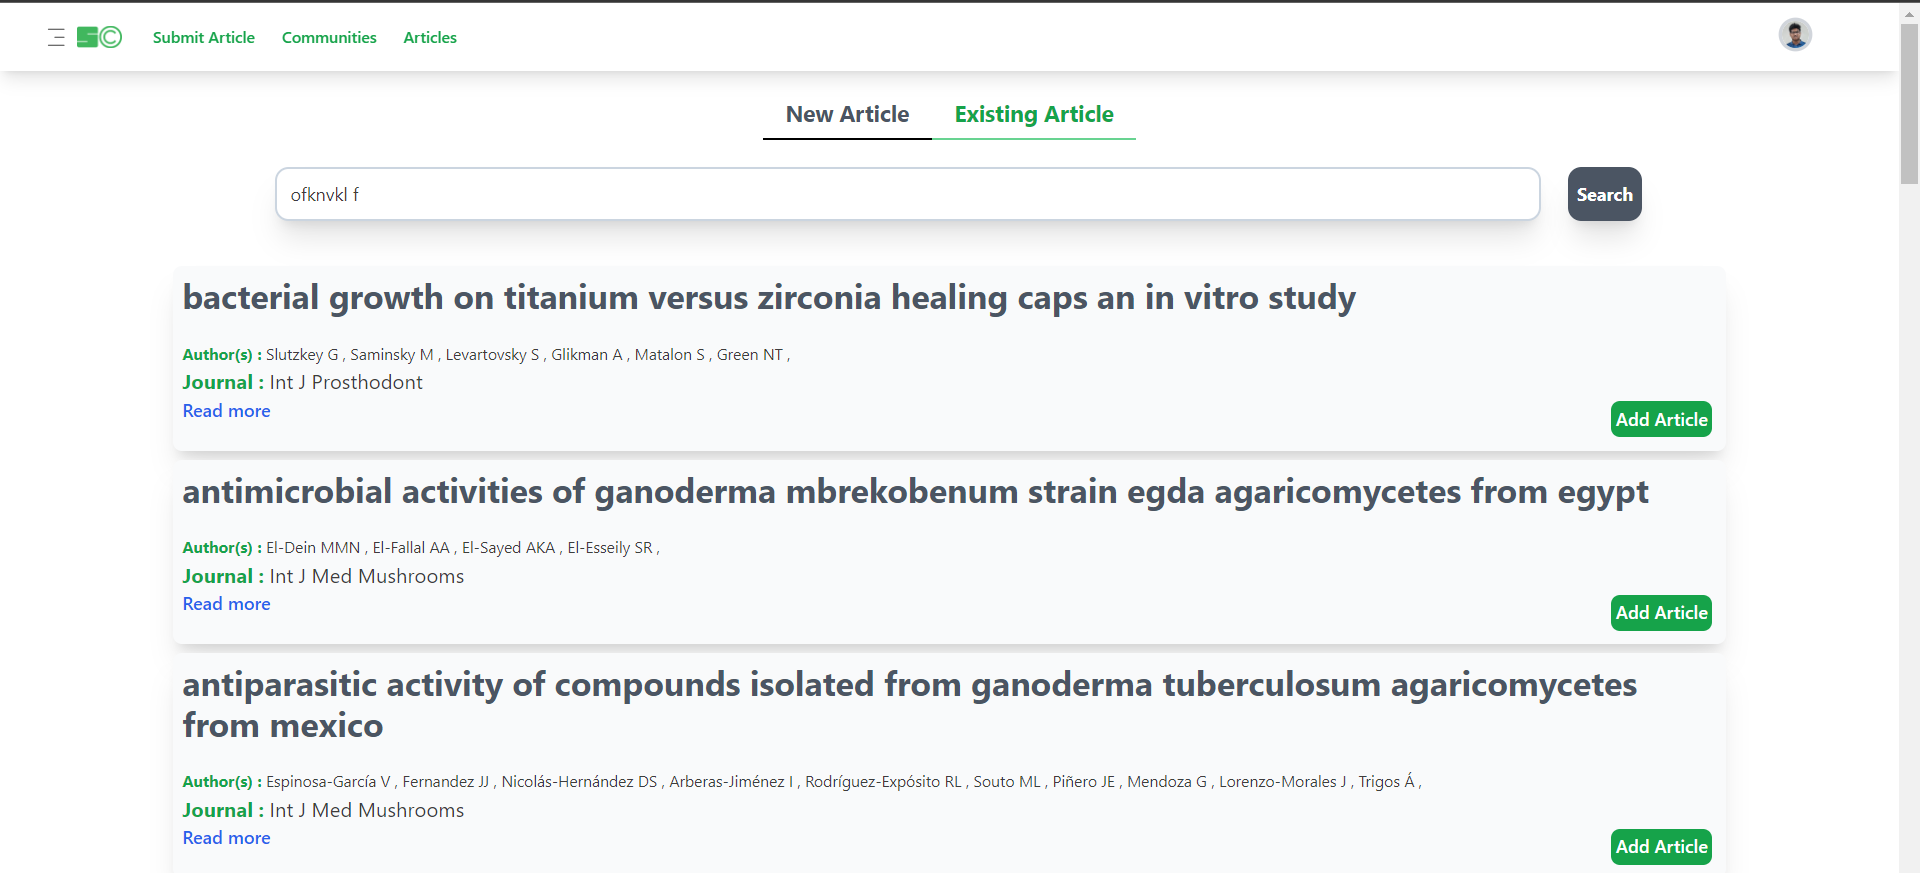 SC Submit Article Communities Articles
New Article Existing Article
ofknvkl f Search
bacterial growth on titanium versus zirconia healing caps an in vitro study
Author(s) : Slutzkey G , Saminsky M , Levartovsky S , Glikman A , Matalon S , Green NT ,
Journal : Int J Prosthodont
Read more
Add Article
antimicrobial activities of ganoderma mbrekobenum strain egda agaricomycetes from egypt
Author(s) : El-Dein MMN , El-Fallal AA , El-Sayed AKA , El-Esseily SR ,
Journal : Int J Med Mushrooms
Read more
Add Article
antiparasitic activity of compounds isolated from ganoderma tuberculosum agaricomycetes
from mexico
Author(s) : Espinosa-García V , Fernandez JJ , Nicolás-Hernández DS , Arberas-Jiménez I , Rodríguez-Expósito RL , Souto ML , Piñero JE , Mendoza G , Lorenzo-Morales J , Trigos Á ,
Journal : Int J Med Mushrooms
Read more
Add Article